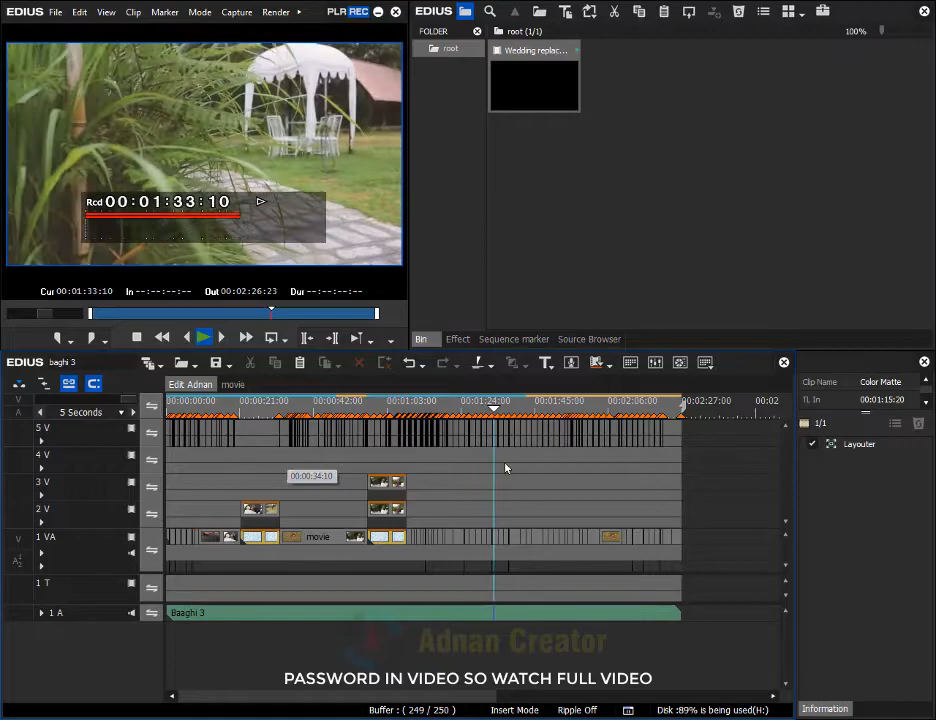 EDIUS File Edit View Clip Marker Mode Capture Render PLR REC
Rcd 00:01:33:10
Cur 00:01:33:10 In --:--:--:-- Out 00:02:26:23 Dur --:--:--:--
EDIUS
FOLDER
root
root (1/1)
100%
Wedding replac...
Bin Effect Sequence marker Source Browser
EDIUS baghi 3
Edit Adnan movie
V
A
5 Seconds
00:00:00:00 00:00:21:00 00:00:42:00 00:01:03:00 00:01:24:00 00:01:45:00 00:02:06:00 00:02:27:00 00:02
5 V
4 V
3 V
00:00:34:10
2 V
V
1 VA
movie
1 T
1 A
Baaghi 3
Clip Name Color Matte
TL In 00:01:15:20
1/1
Layouter
Information
Adnan Creator
PASSWORD IN VIDEO SO WATCH FULL VIDEO
Buffer : ( 249 / 250 ) Insert Mode Ripple Off Disk :89% is being used(H:)